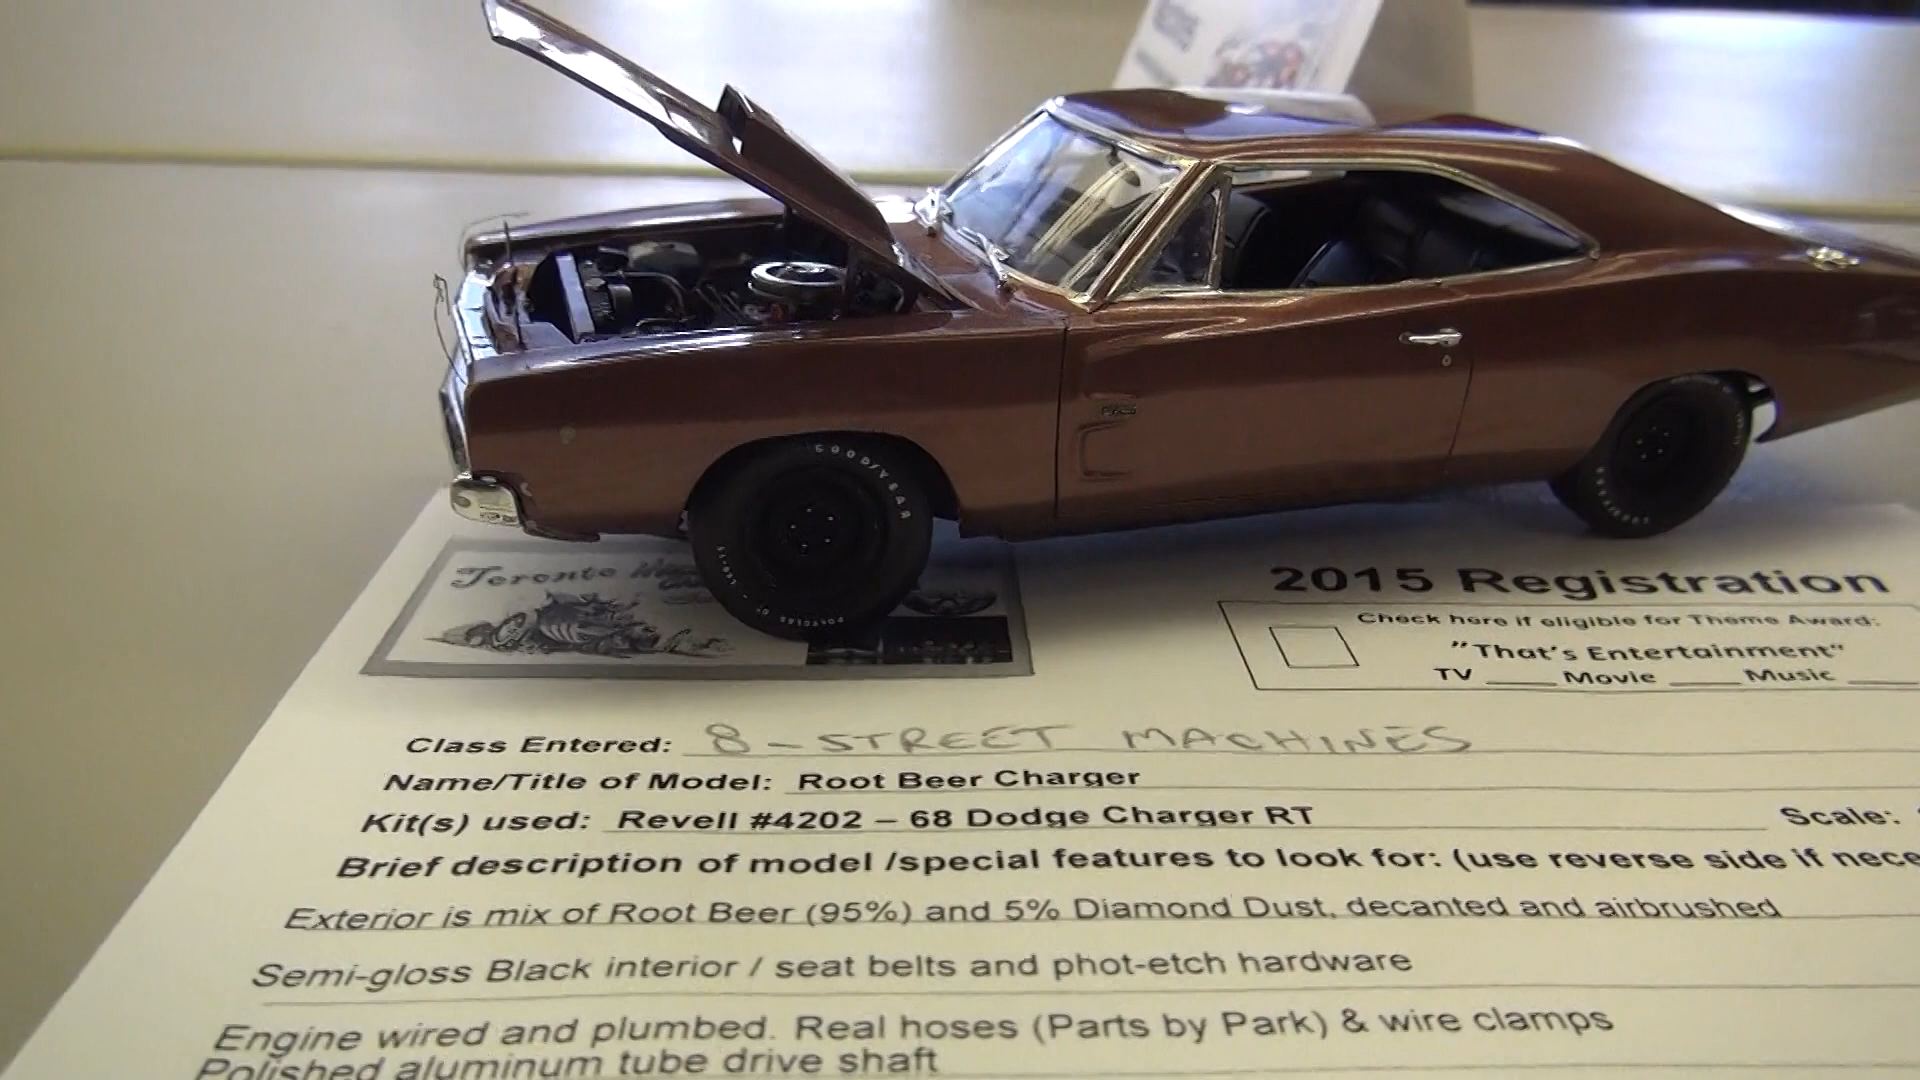 GOODYEAR
Toronto
2015 Registration
Check here if eligible for Theme Award:
"That's Entertainment"
TV ____ Movie ____ Music ____
Class Entered: 8 - STREET MACHINES
Name/Title of Model: Root Beer Charger
Kit(s) used: Revell #4202 – 68 Dodge Charger RT Scale:
Brief description of model /special features to look for: (use reverse side if
Exterior is mix of Root Beer (95%) and 5% Diamond Dust, decanted and airbrushed
Semi-gloss Black interior / seat belts and phot-etch hardware
Engine wired and plumbed. Real hoses (Parts by Park) & wire clamps
Polished aluminum tube drive shaft